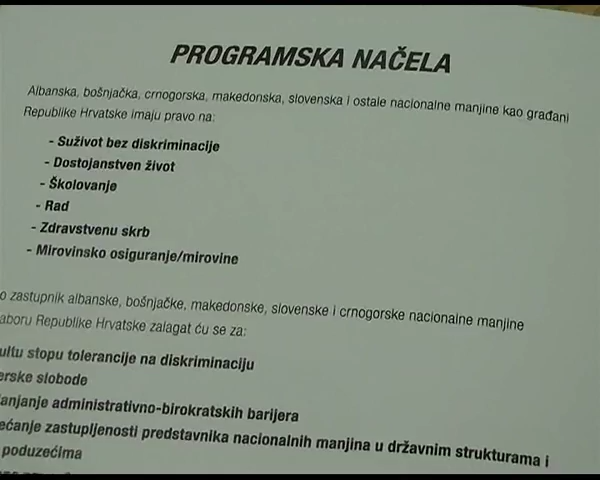 PROGRAMSKA NAČELA
Albanska, bošnjačka, crnogorska, makedonska, slovenska i ostale nacionalne manjine kao građani
Republike Hrvatske imaju pravo na:
- Suživot bez diskriminacije
- Dostojanstven život
- Školovanje
- Rad
- Zdravstvenu skrb
- Mirovinsko osiguranje/mirovine
o zastupnik albanske, bošnjačke, makedonske, slovenske i crnogorske nacionalne manjine
aboru Republike Hrvatske zalagat ću se za:
ultu stopu tolerancije na diskriminaciju
erske slobode
anjanje administrativno-birokratskih barijera
ećanje zastupljenosti predstavnika nacionalnih manjina u državnim strukturama i
poduzećima